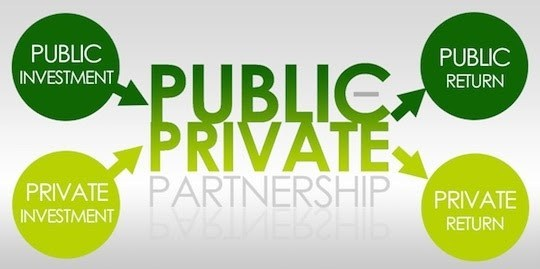 PUBLIC
INVESTMENT
PRIVATE
INVESTMENT
PUBLIC-
PRIVATE
PARTNERSHIP
PUBLIC
RETURN
PRIVATE
RETURN